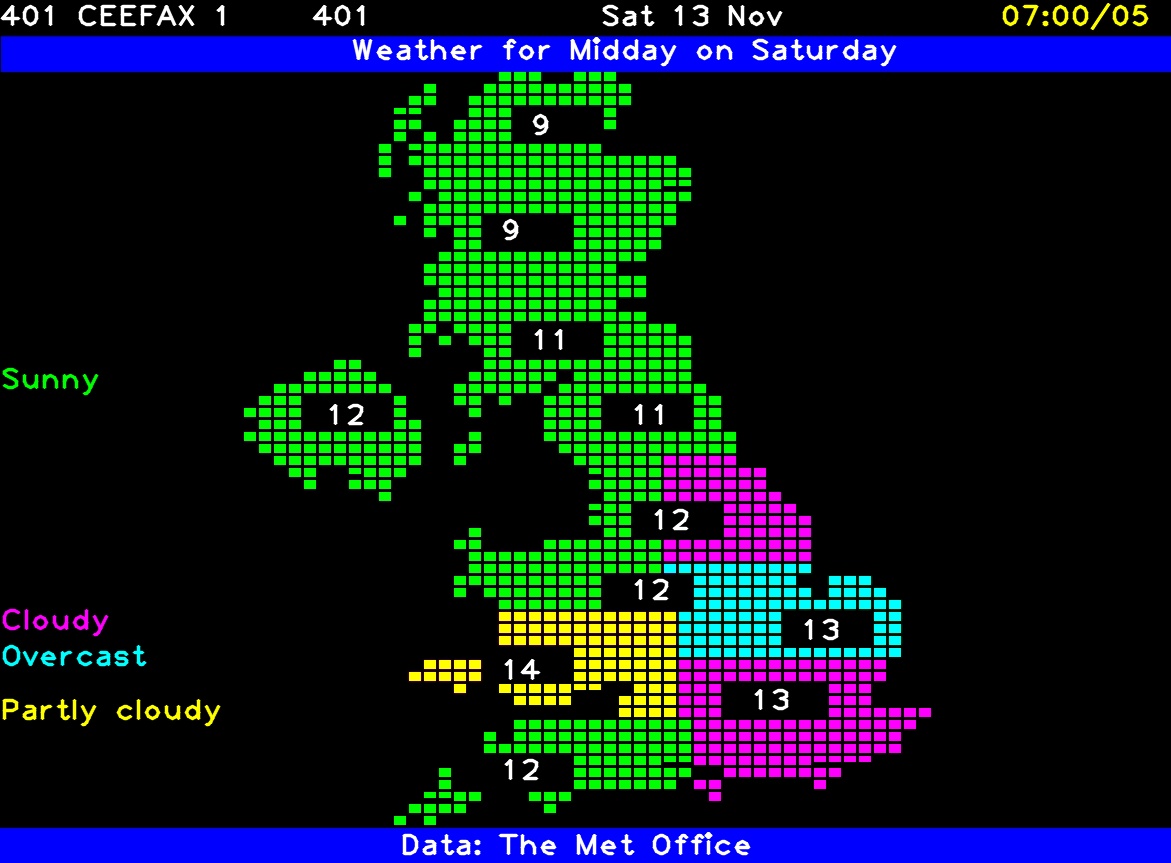 401 CEEFAX 1 401 Sat 13 Nov 07:00/05
Weather for Midday on Saturday
9
9
11
Sunny
12 11
12
12
Cloudy
13
Overcast
14
13
Partly cloudy
12
Data: The Met Office